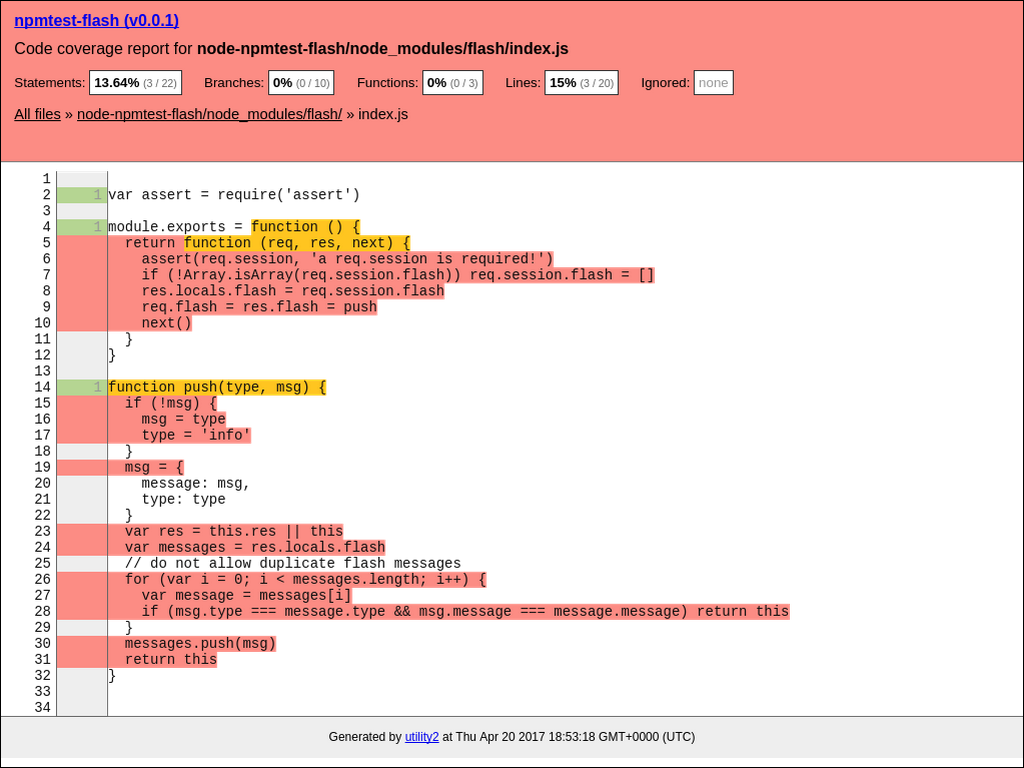 npmtest-flash (v0.0.1)
Code coverage report for node-npmtest-flash/node_modules/flash/index.js
Statements: 13.64% (3 / 22) Branches: 0% (0 / 10) Functions: 0% (0 / 3) Lines: 15% (3 / 20) Ignored: none
All files » node-npmtest-flash/node_modules/flash/ » index.js
1
2 1 var assert = require('assert')
3
4 1 module.exports = function () {
5 return function (req, res, next) {
6 assert(req.session, 'a req.session is required!')
7 if (!Array.isArray(req.session.flash)) req.session.flash = []
8 res.locals.flash = req.session.flash
9 req.flash = res.flash = push
10 next()
11 }
12 }
13
14 1 function push(type, msg) {
15 if (!msg) {
16 msg = type
17 type = 'info'
18 }
19 msg = {
20 message: msg,
21 type: type
22 }
23 var res = this.res || this
24 var messages = res.locals.flash
25 // do not allow duplicate flash messages
26 for (var i = 0; i < messages.length; i++) {
27 var message = messages[i]
28 if (msg.type === message.type && msg.message === message.message) return this
29 }
30 messages.push(msg)
31 return this
32 }
33
34
Generated by utility2 at Thu Apr 20 2017 18:53:18 GMT+0000 (UTC)